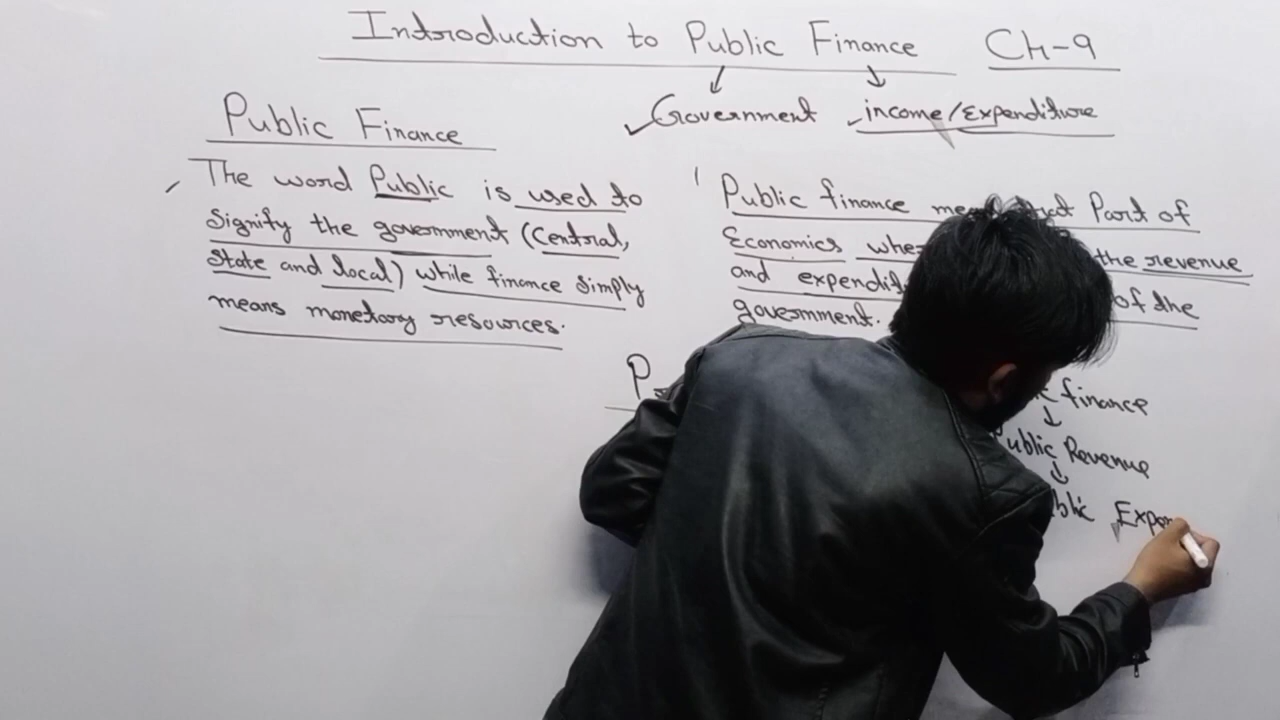 Introduction to Public Finance Ch-9
Government income/Expenditure
Public Finance
The word Public is used to
Signify the government (Central,
State and local) while finance simply
means monetary resources.
Public finance Part of
Economics the revenue
and of the
government.
finance
Revenue